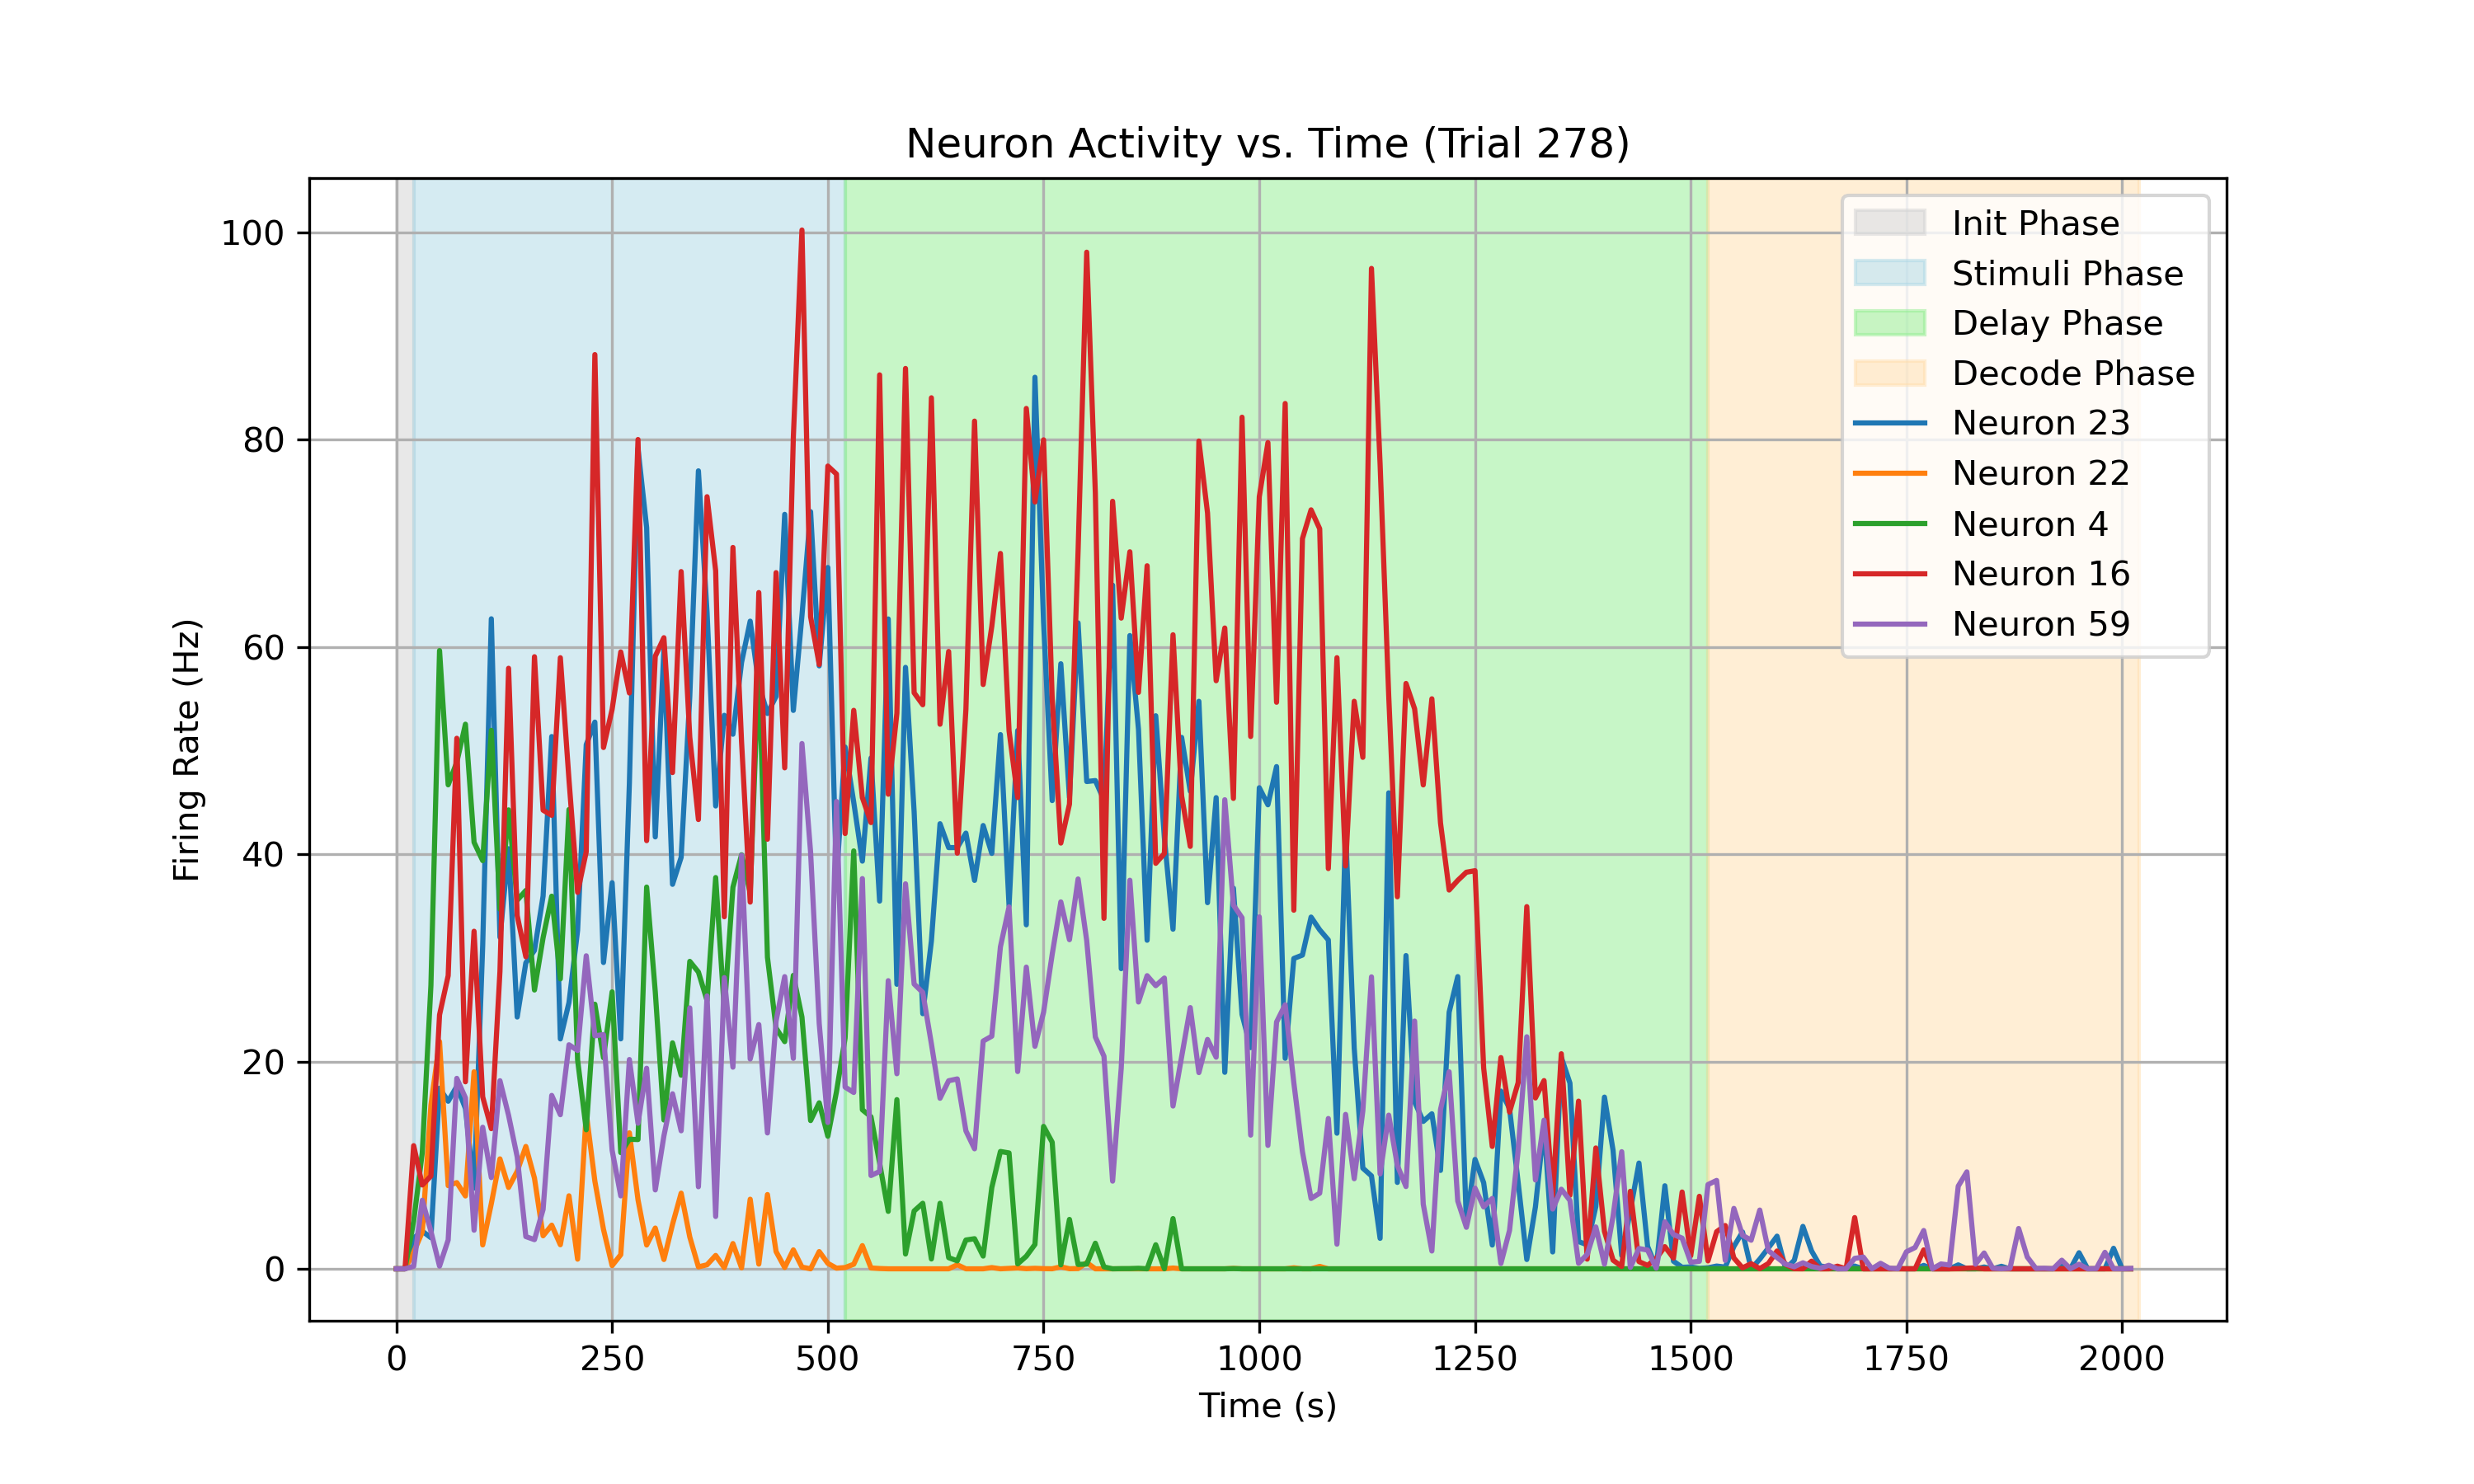 Neuron Activity vs. Time (Trial 278)
Firing Rate (Hz)
100
80
60
40
20
0
Init Phase
Stimuli Phase
Delay Phase
Decode Phase
Neuron 23
Neuron 22
Neuron 4
Neuron 16
Neuron 59
0 250 500 750 1000 1250 1500 1750 2000
Time (s)